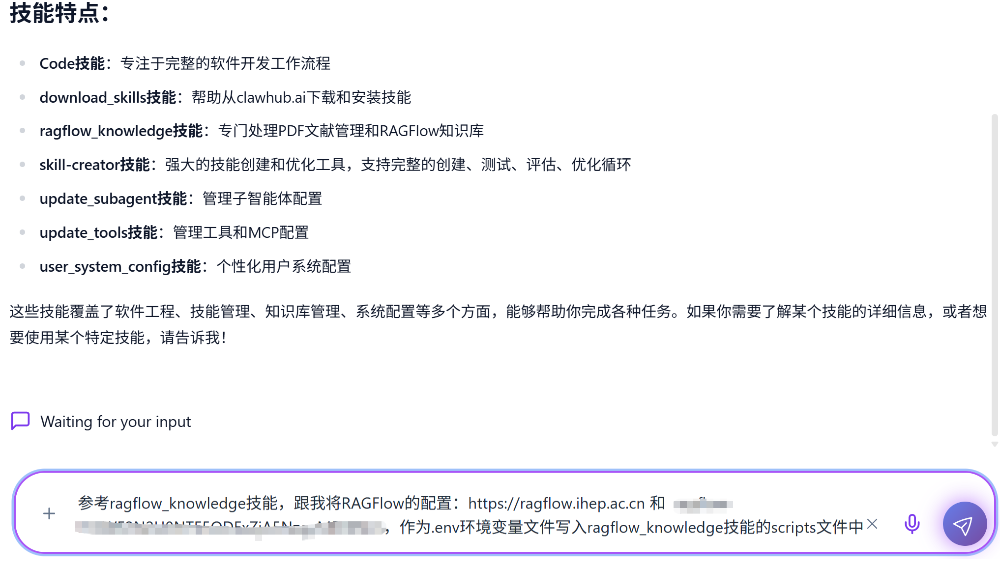 技能特点：
Code技能：专注于完整的软件开发工作流程
download_skills技能：帮助从clawhub.ai下载和安装技能
ragflow_knowledge技能：专门处理PDF文献管理和RAGFlow知识库
skill-creator技能：强大的技能创建和优化工具，支持完整的创建、测试、评估、优化循环
update_subagent技能：管理子智能体配置
update_tools技能：管理工具和MCP配置
user_system_config技能：个性化用户系统配置
这些技能覆盖了软件工程、技能管理、知识库管理、系统配置等多个方面，能够帮助你完成各种任务。如果你需要了解某个技能的详细信息，或者想
要使用某个特定技能，请告诉我！
Waiting for your input
参考ragflow_knowledge技能，跟我将RAGFlow的配置：https://ragflow.ihep.ac.cn 和
，作为.env环境变量文件写入ragflow_knowledge技能的scripts文件中